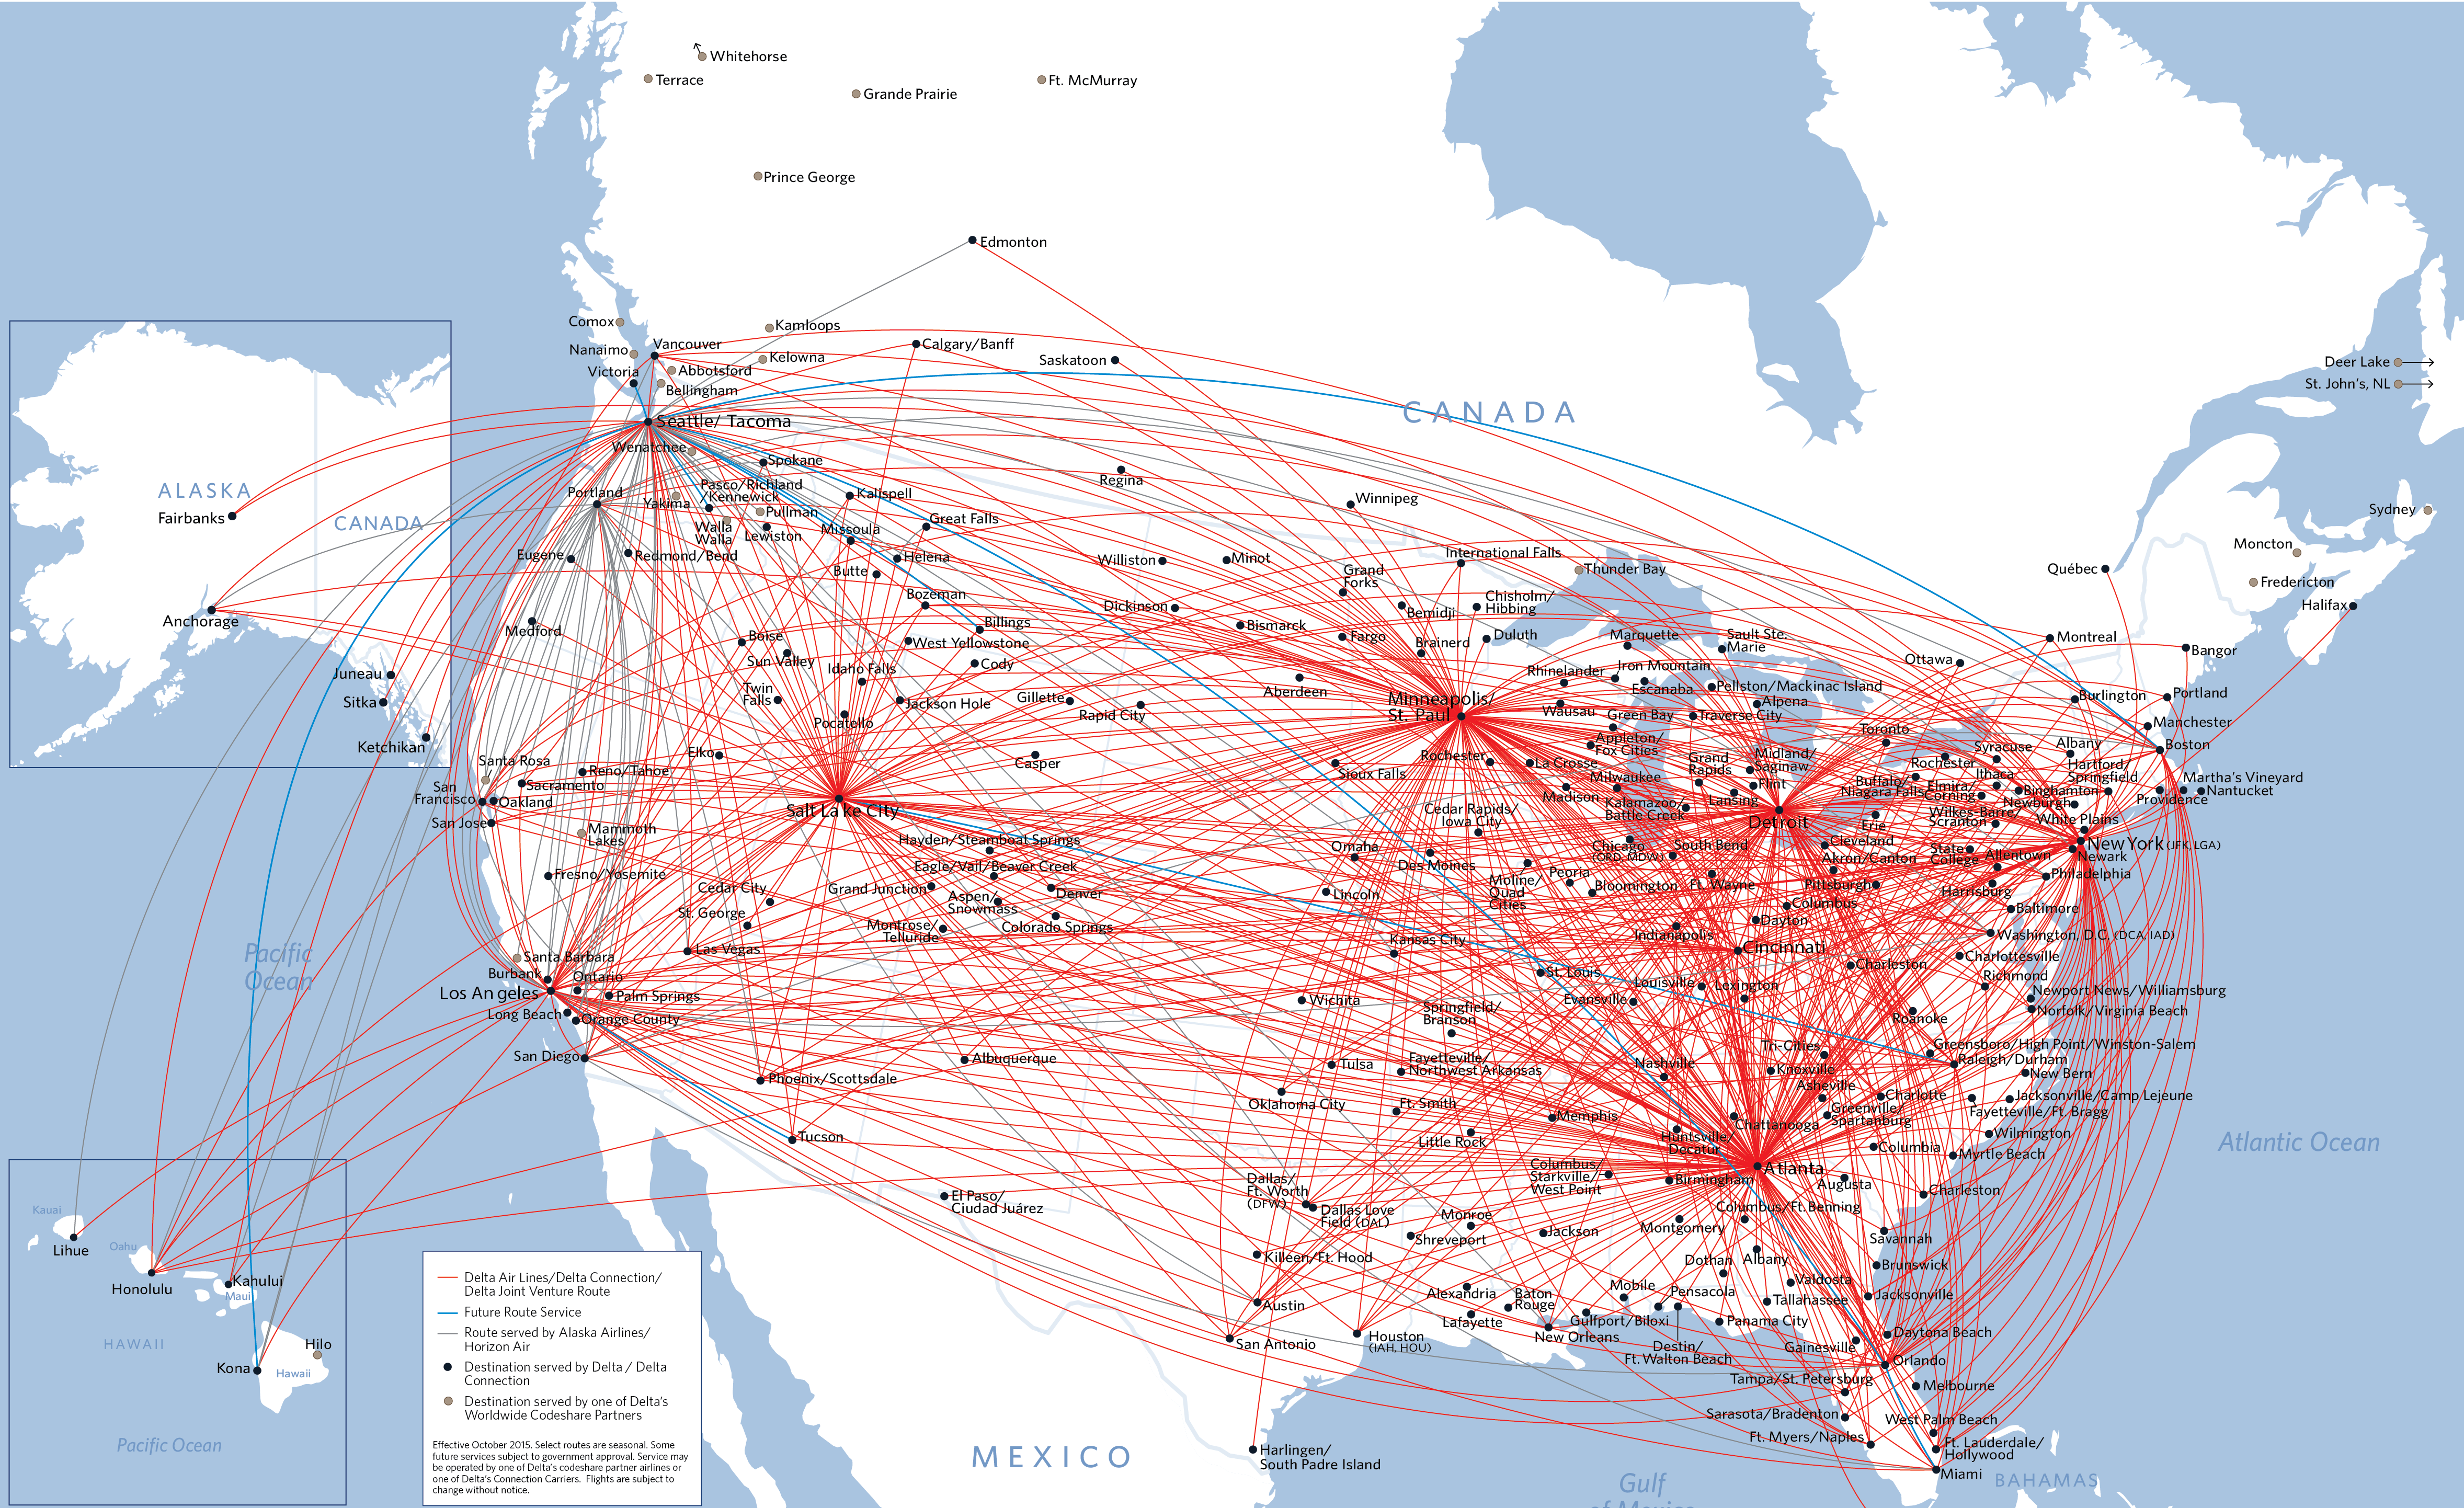 Whitehorse
Terrace
Grande Prairie
Ft. McMurray
Prince George
Edmonton
Comox
Kamloops
Nanaimo
Vancouver
Kelowna
Calgary/Banff
Saskatoon
Victoria
Abbotsford
Bellingham
Deer Lake
St. John's, NL
CANADA
Seattle/ Tacoma
Wenatchee
Spokane
Regina
Winnipeg
Portland
Yakima
Pasco/Richland
/Kennewick
Pullman
Walla
Walla
Lewiston
Kalispell
Missoula
Great Falls
Eugene
Redmond/Bend
Helena
Butte
Williston
Minot
International Falls
Grand
Forks
Thunder Bay
Québec
Sydney
Moncton
Fredericton
Halifax
ALASKA
Fairbanks
CANADA
Anchorage
Juneau
Sitka
Ketchikan
Bozeman
Dickinson
Bemidji
Chisholm/
Hibbing
Medford
Boise
Sun Valley
Billings
West Yellowstone
Bismarck
Fargo
Brainerd
Duluth
Marquette
Sault Ste.
Marie
Montreal
Bangor
Idaho Falls
Cody
Twin
Falls
Jackson Hole
Gillette
Rapid City
Aberdeen
Rhinelander
Iron Mountain
Escanaba
Pellston/Mackinac Island
Ottawa
Pocatello
Minneapolis/
St. Paul
Wausau
Green Bay
Alpena
Traverse City
Burlington
Portland
Manchester
Boston
Santa Rosa
Elko
Reno/Tahoe
Sacramento
San
Francisco
Oakland
San Jose
Casper
Sioux Falls
Rochester
La Crosse
Appleton/
Fox Cities
Grand
Rapids
Midland/
Saginaw
Toronto
Rochester
Syracuse
Albany
Hartford/
Springfield
Martha's Vineyard
Nantucket
Providence
Salt Lake City
Madison
Milwaukee
Kalamazoo/
Battle Creek
Lansing
Flint
Detroit
Buffalo/
Niagara Falls
Elmira/
Corning
Ithaca
Binghamton
Newburgh
Wilkes-Barre/
Scranton
White Plains
Erie
New York (JFK, LGA)
Newark
Mammoth
Lakes
Hayden/Steamboat Springs
Cedar Rapids/
Iowa City
Omaha
Des Moines
Chicago
(ORD, MDW)
South Bend
Cleveland
Akron/Canton
State
College
Allentown
Philadelphia
Fresno/Yosemite
Cedar City
St. George
Grand Junction
Eagle/Vail/Beaver Creek
Aspen/
Snowmass
Denver
Lincoln
Moline/
Quad
Cities
Peoria
Bloomington
Ft. Wayne
Pittsburgh
Harrisburg
Columbus
Dayton
Baltimore
Montrose/
Telluride
Colorado Springs
Las Vegas
Kansas City
Indianapolis
Cincinnati
Washington, D.C. (DCA, IAD)
Pacific
Ocean
Santa Barbara
Burbank
Ontario
Los Angeles
Palm Springs
Long Beach
Orange County
San Diego
St. Louis
Evansville
Louisville
Lexington
Charleston
Charlottesville
Richmond
Newport News/Williamsburg
Norfolk/Virginia Beach
Wichita
Springfield/
Branson
Roanoke
Albuquerque
Phoenix/Scottsdale
Tulsa
Fayetteville/
Northwest Arkansas
Nashville
Tri-Cities
Knoxville
Asheville
Greensboro/High Point/Winston-Salem
Raleigh/Durham
New Bern
Oklahoma City
Ft. Smith
Memphis
Chattanooga
Greenville/
Spartanburg
Charlotte
Jacksonville/Camp Lejeune
Fayetteville/Ft. Bragg
Tucson
Little Rock
Huntsville/
Decatur
Columbia
Wilmington
Myrtle Beach
Atlantic Ocean
Atlanta
Birmingham
Columbus/
Starkville/
West Point
Augusta
Charleston
El Paso/
Ciudad Juárez
Dallas/
Ft. Worth
(DFW)
Dallas Love
Field (DAL)
Monroe
Shreveport
Jackson
Columbus/Ft.Benning
Montgomery
Savannah
Kauai
Lihue
Oahu
Honolulu
Kahului
Maui
HAWAII
Hilo
Kona
Hawaii
Pacific Ocean
Killeen/Ft. Hood
Dothan
Albany
Brunswick
Alexandria
Baton
Rouge
Mobile
Pensacola
Valdosta
Tallahassee
Jacksonville
Austin
Lafayette
Gulfport/Biloxi
Panama City
San Antonio
Houston
(IAH, HOU)
New Orleans
Destin/
Ft. Walton Beach
Gainesville
Daytona Beach
Orlando
Tampa/St. Petersburg
Melbourne
Sarasota/Bradenton
West Palm Beach
Ft. Myers/Naples
Ft. Lauderdale/
Hollywood
Miami
BAHAMAS
Harlingen/
South Padre Island
MEXICO
Gulf
of Mexico
Delta Air Lines/Delta Connection/
Delta Joint Venture Route
Future Route Service
Route served by Alaska Airlines/
Horizon Air
Destination served by Delta / Delta
Connection
Destination served by one of Delta's
Worldwide Codeshare Partners
Effective October 2015. Select routes are seasonal. Some
future services subject to government approval. Service may
be operated by one of Delta's codeshare partner airlines or
one of Delta's Connection Carriers. Flights are subject to
change without notice.